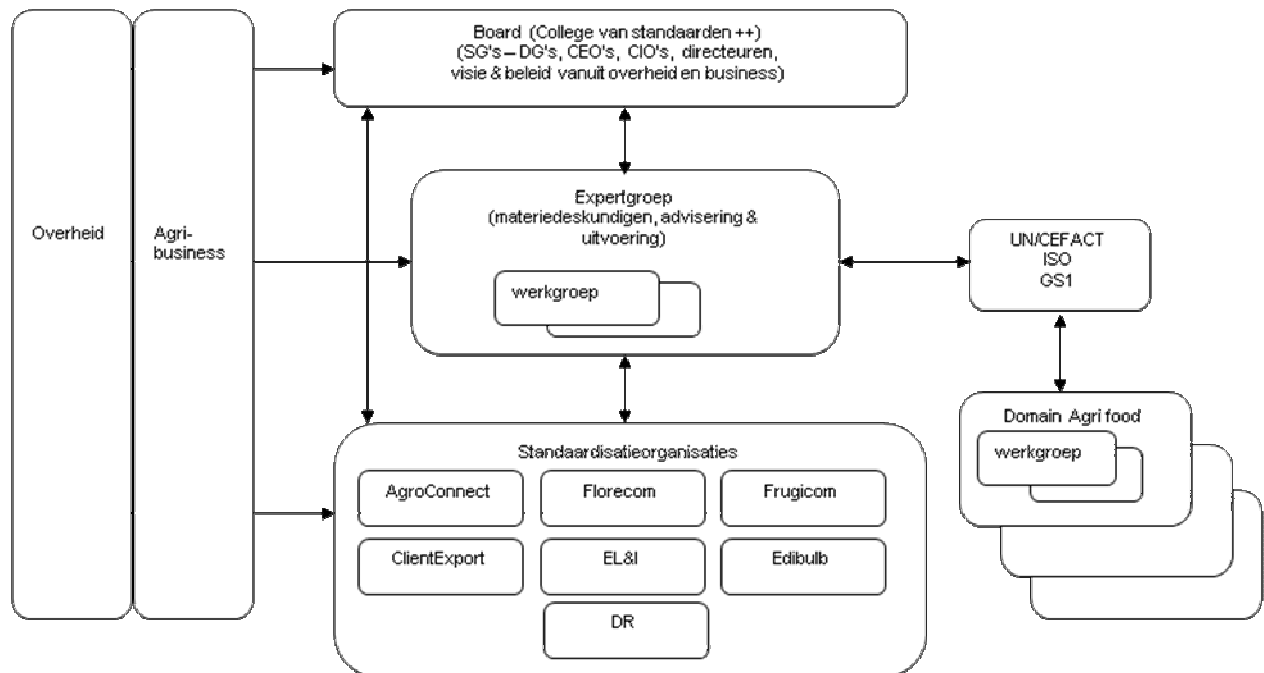 Board (College van standaarden ++)
(SG's – DG's, CEO's, CIO's, directeuren,
visie & beleid vanuit overheid en business)
Overheid
Agri-
business
Expertgroep
(materiedeskundigen, advisering &
uitvoering)
werkgroep
UN/CEFACT
ISO
GS1
Domain Agri food
werkgroep
Standaardisatieorganisaties
AgroConnect
Florecom
Frugicom
ClientExport
EL&I
Edibulb
DR